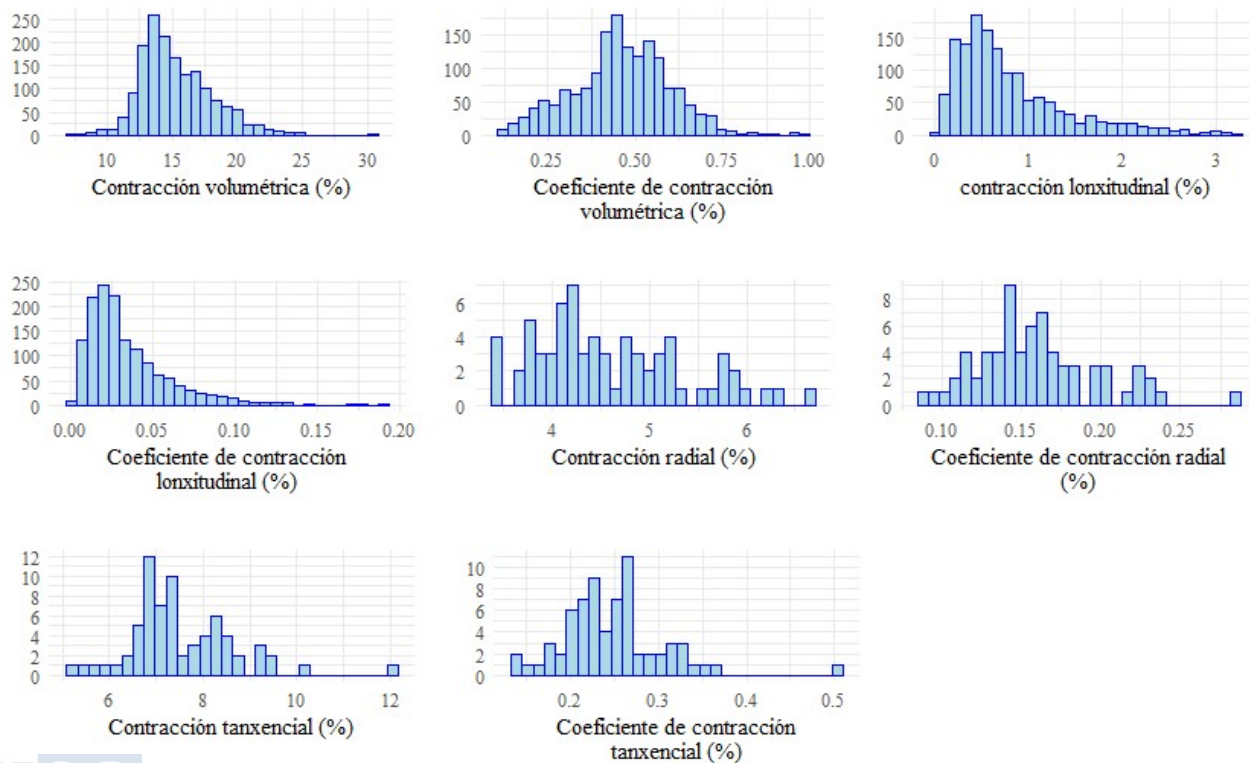 250
200
150
100
50
0
10 15 20 25 30
Contracción volumétrica (%)
150
100
50
0
0.25 0.50 0.75 1.00
Coeficiente de contracción
volumétrica (%)
150
100
50
0
0 1 2 3
contracción lonxitudinal (%)
250
200
150
100
50
0
0.00 0.05 0.10 0.15 0.20
Coeficiente de contracción
lonxitudinal (%)
6
4
2
0
4 5 6
Contracción radial (%)
8
6
4
2
0
0.10 0.15 0.20 0.25
Coeficiente de contracción radial
(%)
12
10
8
6
4
2
0
6 8 10 12
Contracción tanxencial (%)
10
8
6
4
2
0
0.2 0.3 0.4 0.5
Coeficiente de contracción
tanxencial (%)